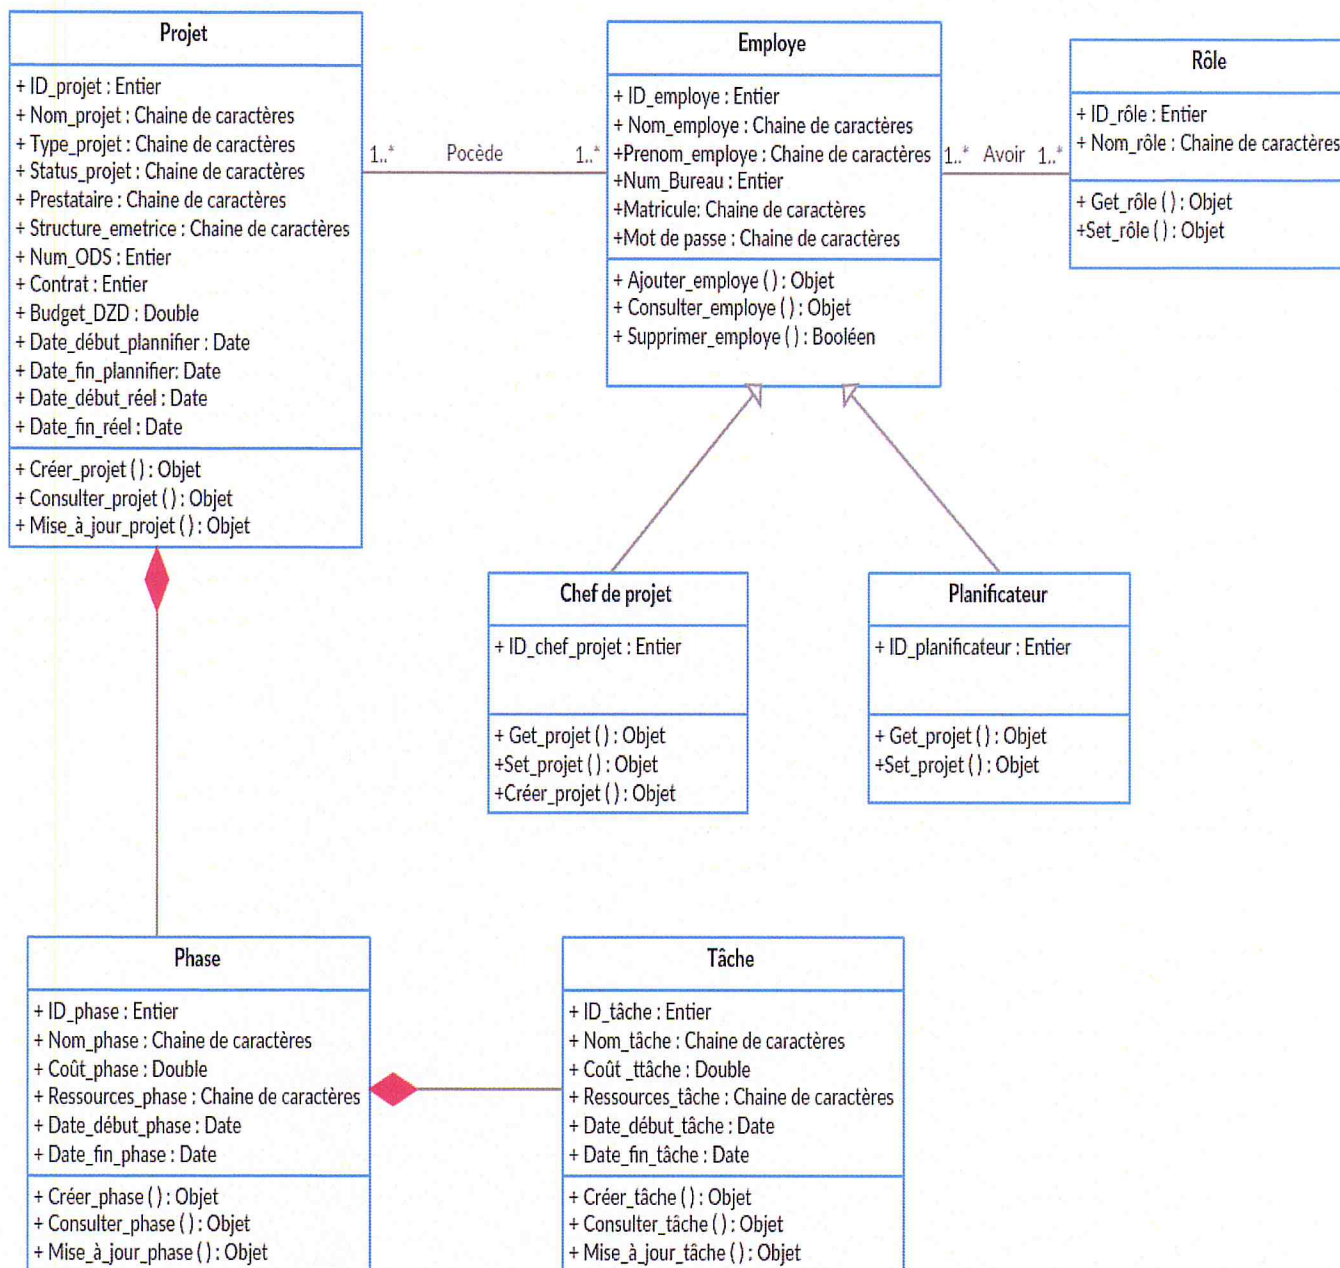 Projet
+ ID_projet : Entier
+ Nom_projet : Chaine de caractères
+ Type_projet : Chaine de caractères
+ Status_projet : Chaine de caractères
+ Prestataire : Chaine de caractères
+ Structure_emetrice : Chaine de caractères
+ Num_ODS : Entier
+ Contrat : Entier
+ Budget_DZD : Double
+ Date_début_plannifier : Date
+ Date_fin_plannifier: Date
+ Date_début_réel : Date
+ Date_fin_réel : Date
+ Créer_projet ( ) : Objet
+ Consulter_projet ( ) : Objet
+ Mise_à_jour_projet ( ) : Objet
1..* Pocède 1..*
Employe
+ ID_employe : Entier
+ Nom_employe : Chaine de caractères
+Prenom_employe : Chaine de caractères
+Num_Bureau : Entier
+Matricule: Chaine de caractères
+Mot de passe : Chaine de caractères
+ Ajouter_employe ( ) : Objet
+ Consulter_employe ( ) : Objet
+ Supprimer_employe ( ) : Booléen
1..* Avoir 1..*
Rôle
+ ID_rôle : Entier
+ Nom_rôle : Chaine de caractères
+ Get_rôle ( ) : Objet
+Set_rôle ( ) : Objet
Chef de projet
+ ID_chef_projet : Entier
+ Get_projet ( ) : Objet
+Set_projet ( ) : Objet
+Créer_projet ( ) : Objet
Planificateur
+ ID_planificateur : Entier
+ Get_projet ( ) : Objet
+Set_projet ( ) : Objet
Phase
+ ID_phase : Entier
+ Nom_phase : Chaine de caractères
+ Coût_phase : Double
+ Ressources_phase : Chaine de caractères
+ Date_début_phase : Date
+ Date_fin_phase : Date
+ Créer_phase ( ) : Objet
+ Consulter_phase ( ) : Objet
+ Mise_à_jour_phase ( ) : Objet
Tâche
+ ID_tâche : Entier
+ Nom_tâche : Chaine de caractères
+ Coût _ttâche : Double
+ Ressources_tâche : Chaine de caractères
+ Date_début_tâche : Date
+ Date_fin_tâche : Date
+ Créer_tâche ( ) : Objet
+ Consulter_tâche ( ) : Objet
+ Mise_à_jour_tâche ( ) : Objet